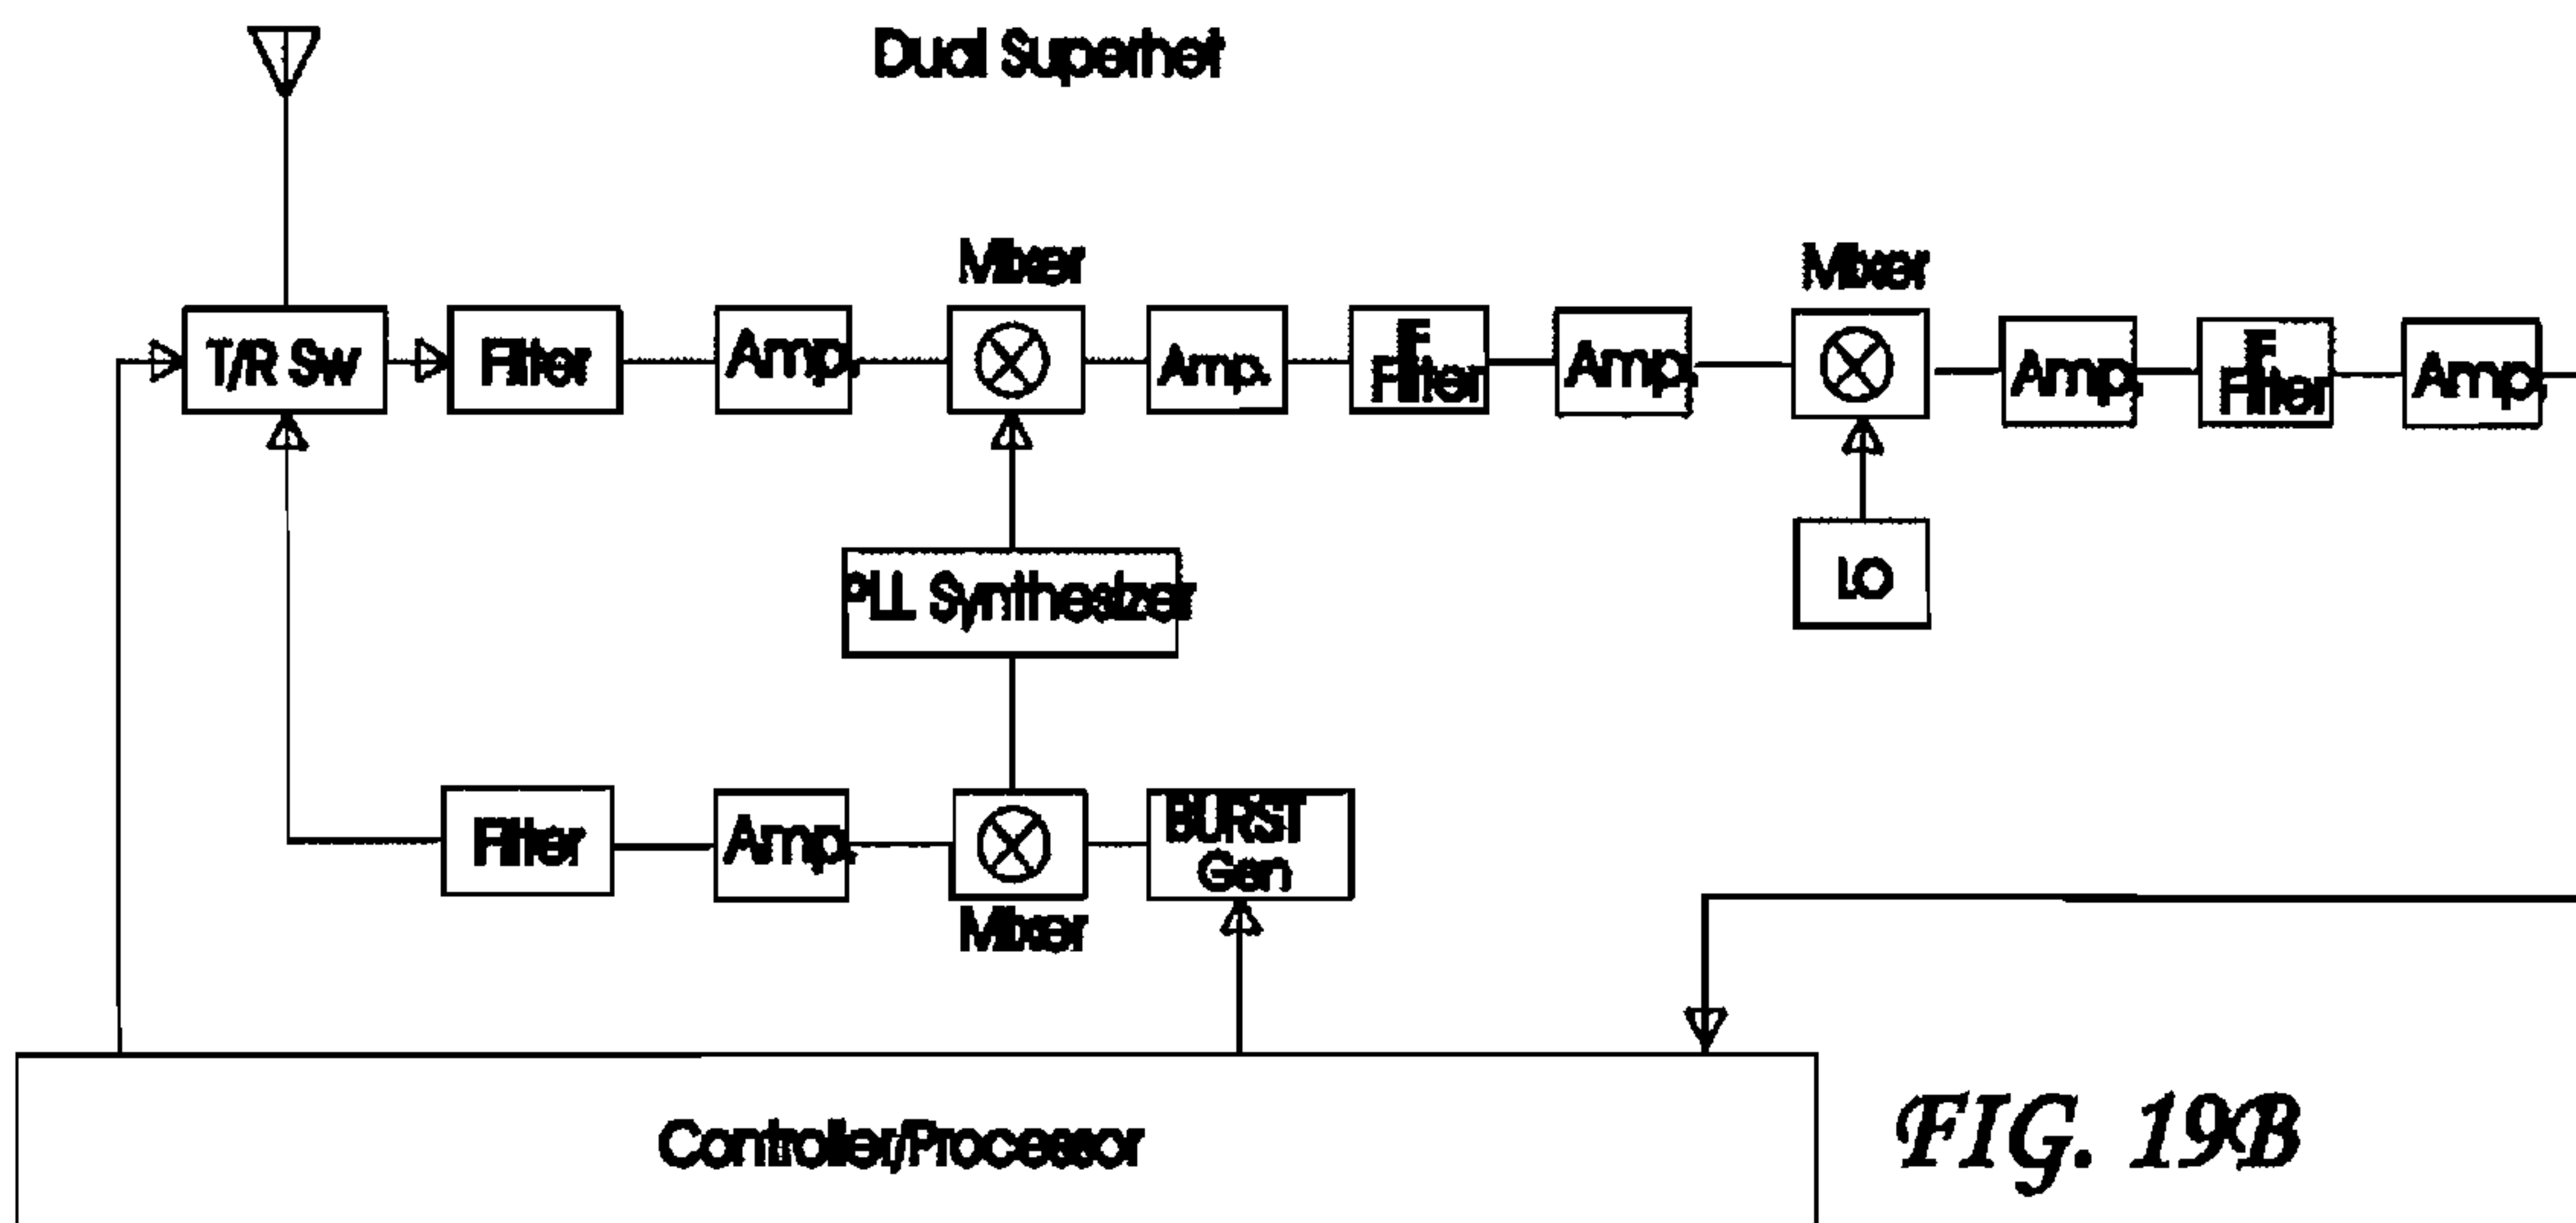 Dual Superhet
Mixer
Mixer
T/R Sw
Filter
Amp.
Amp.
IF
Filter
Amp.
Amp.
IF
Filter
Amp.
PLL Synthesizer
LO
Filter
Amp.
BURST
Gen
Mixer
Controller/Processor
FIG. 19B